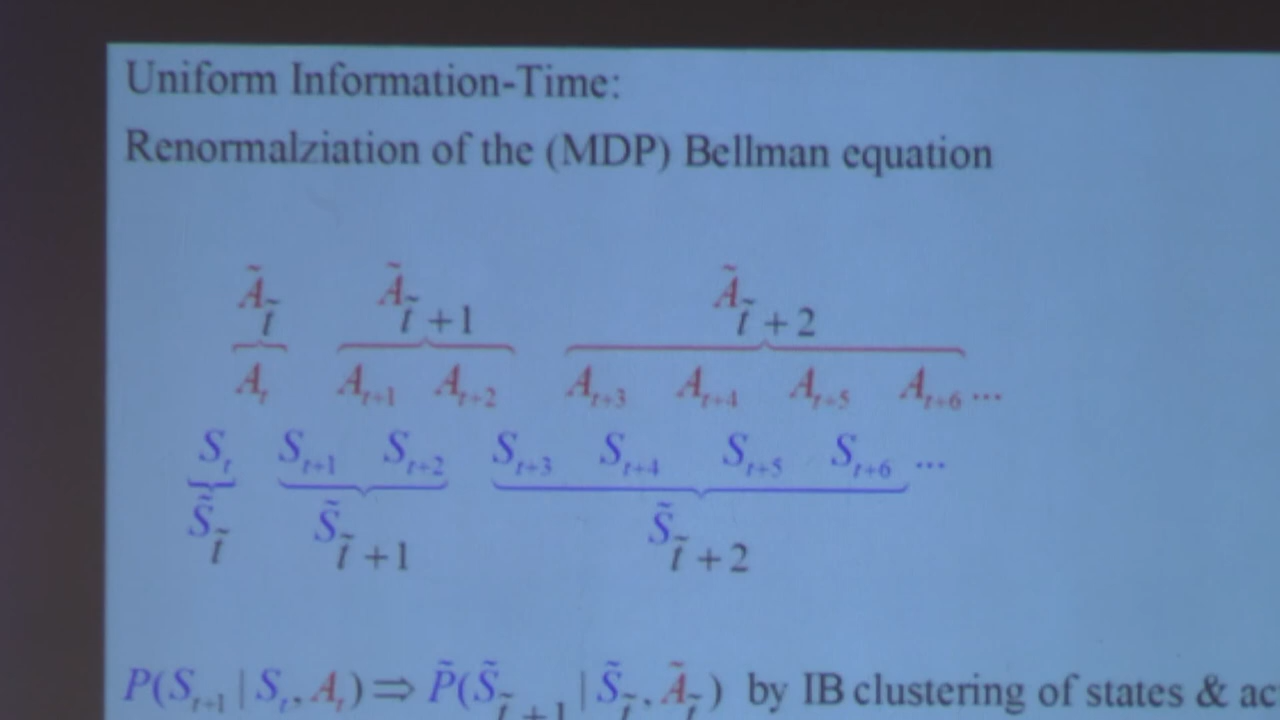 Uniform Information-Time:
Renormalziation of the (MDP) Bellman equation
Ã_t̃ Ã_t̃+1 Ã_t̃+2
A_t A_t+1 A_t+2 A_t+3 A_t+4 A_t+5 A_t+6 ...
S_t S_t+1 S_t+2 S_t+3 S_t+4 S_t+5 S_t+6 ...
S̃_t̃ S̃_t̃+1 S̃_t̃+2
P(S_t+1 | S_t, A_t) ⇒ P̃(S̃_t̃+1 | S̃_t̃, Ã_t̃) by IB clustering of states & ac